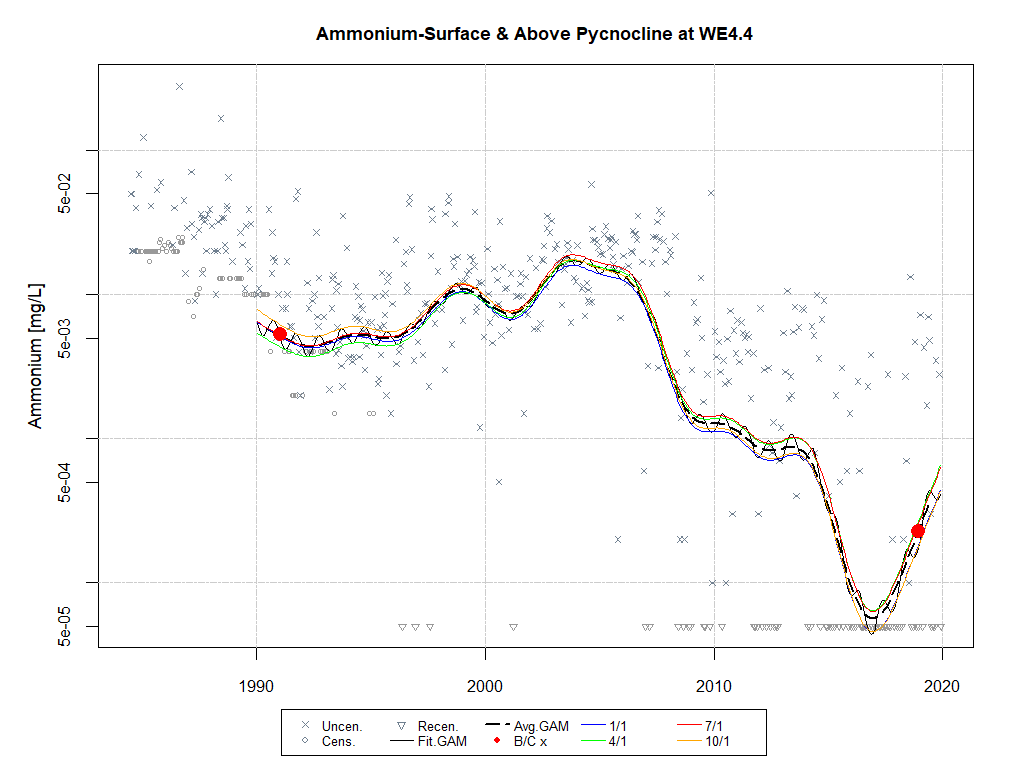 Ammonium-Surface & Above Pycnocline at WE4.4
Ammonium [mg/L]
5e-02
5e-03
5e-04
5e-05
1990 2000 2010 2020
Uncen. Recen. Avg.GAM 1/1 7/1
Cens. Fit.GAM B/C x 4/1 10/1